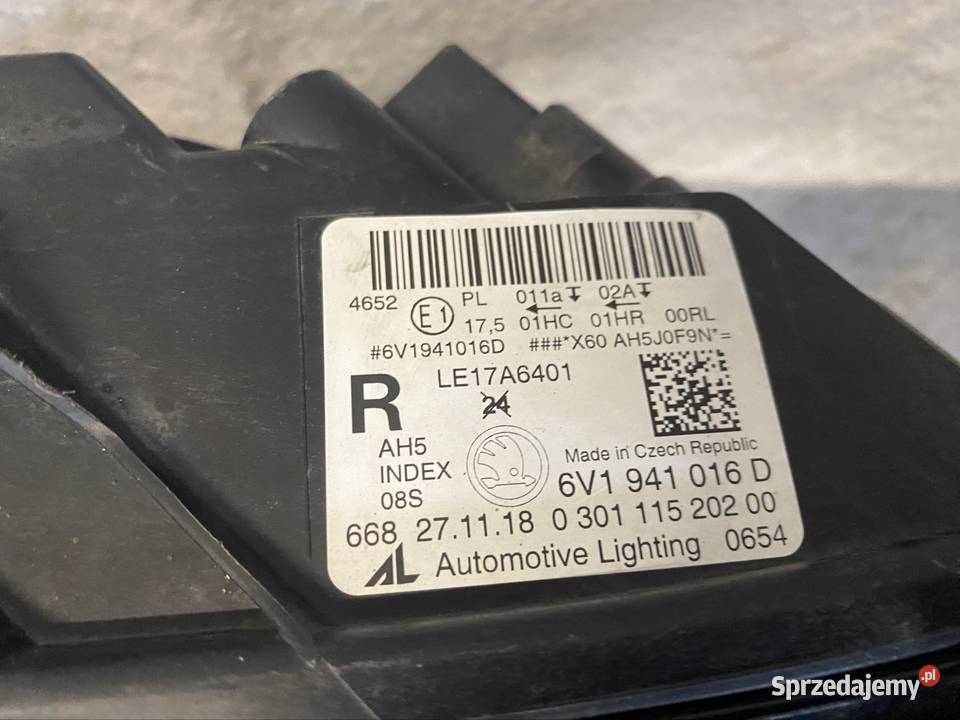 4652 E1 PL 011a 02A
17,5 01HC 01HR 00RL
#6V1941016D ###*X60 AH5J0F9N*=
R LE17A6401
24
AH5
INDEX
08S
Made in Czech Republic
6V1 941 016 D
668 27.11.18 0 301 115 202 00
AL Automotive Lighting 0654
Sprzedajemy.pl